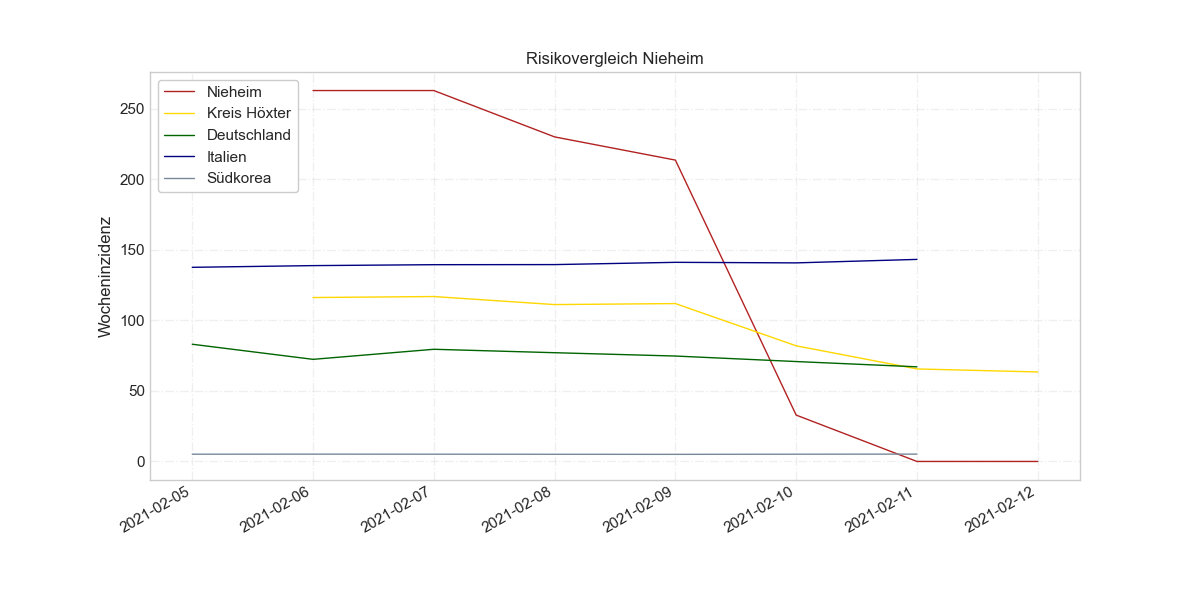 Risikovergleich Nieheim
Nieheim
Kreis Höxter
Deutschland
Italien
Südkorea
Wocheninzidenz
250
200
150
100
50
0
2021-02-05
2021-02-06
2021-02-07
2021-02-08
2021-02-09
2021-02-10
2021-02-11
2021-02-12